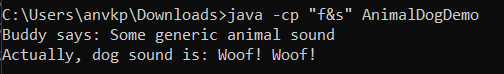 C:\Users\anvkp\Downloads>java -cp "f&s" AnimalDogDemo
Buddy says: Some generic animal sound
Actually, dog sound is: Woof! Woof!